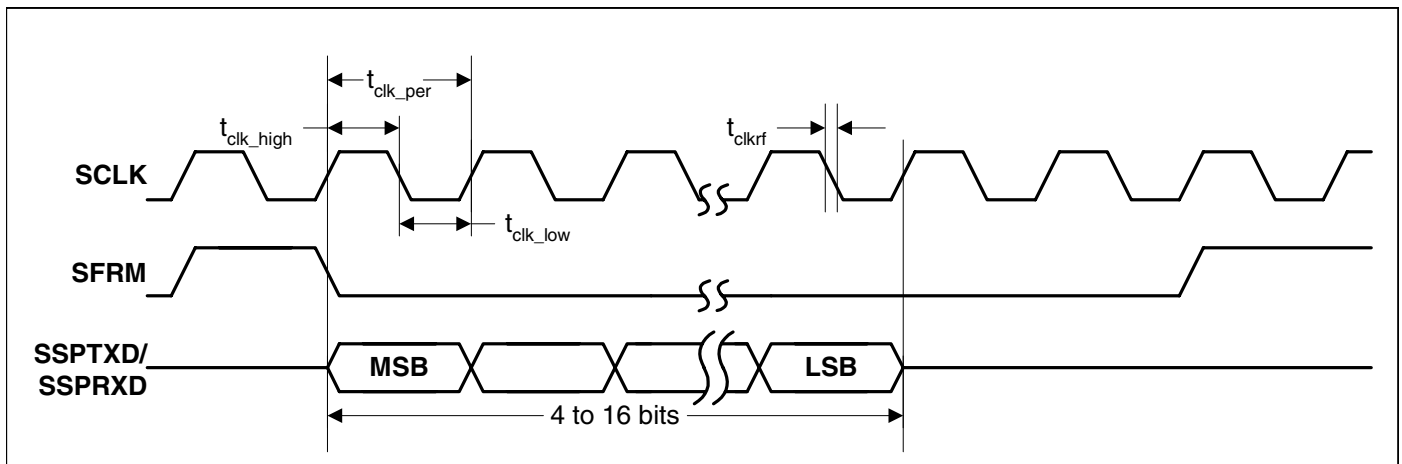 t_clk_per
t_clk_high
t_clkrf
SCLK
t_clk_low
SFRM
SSPTXD/
SSPRXD
MSB
LSB
4 to 16 bits